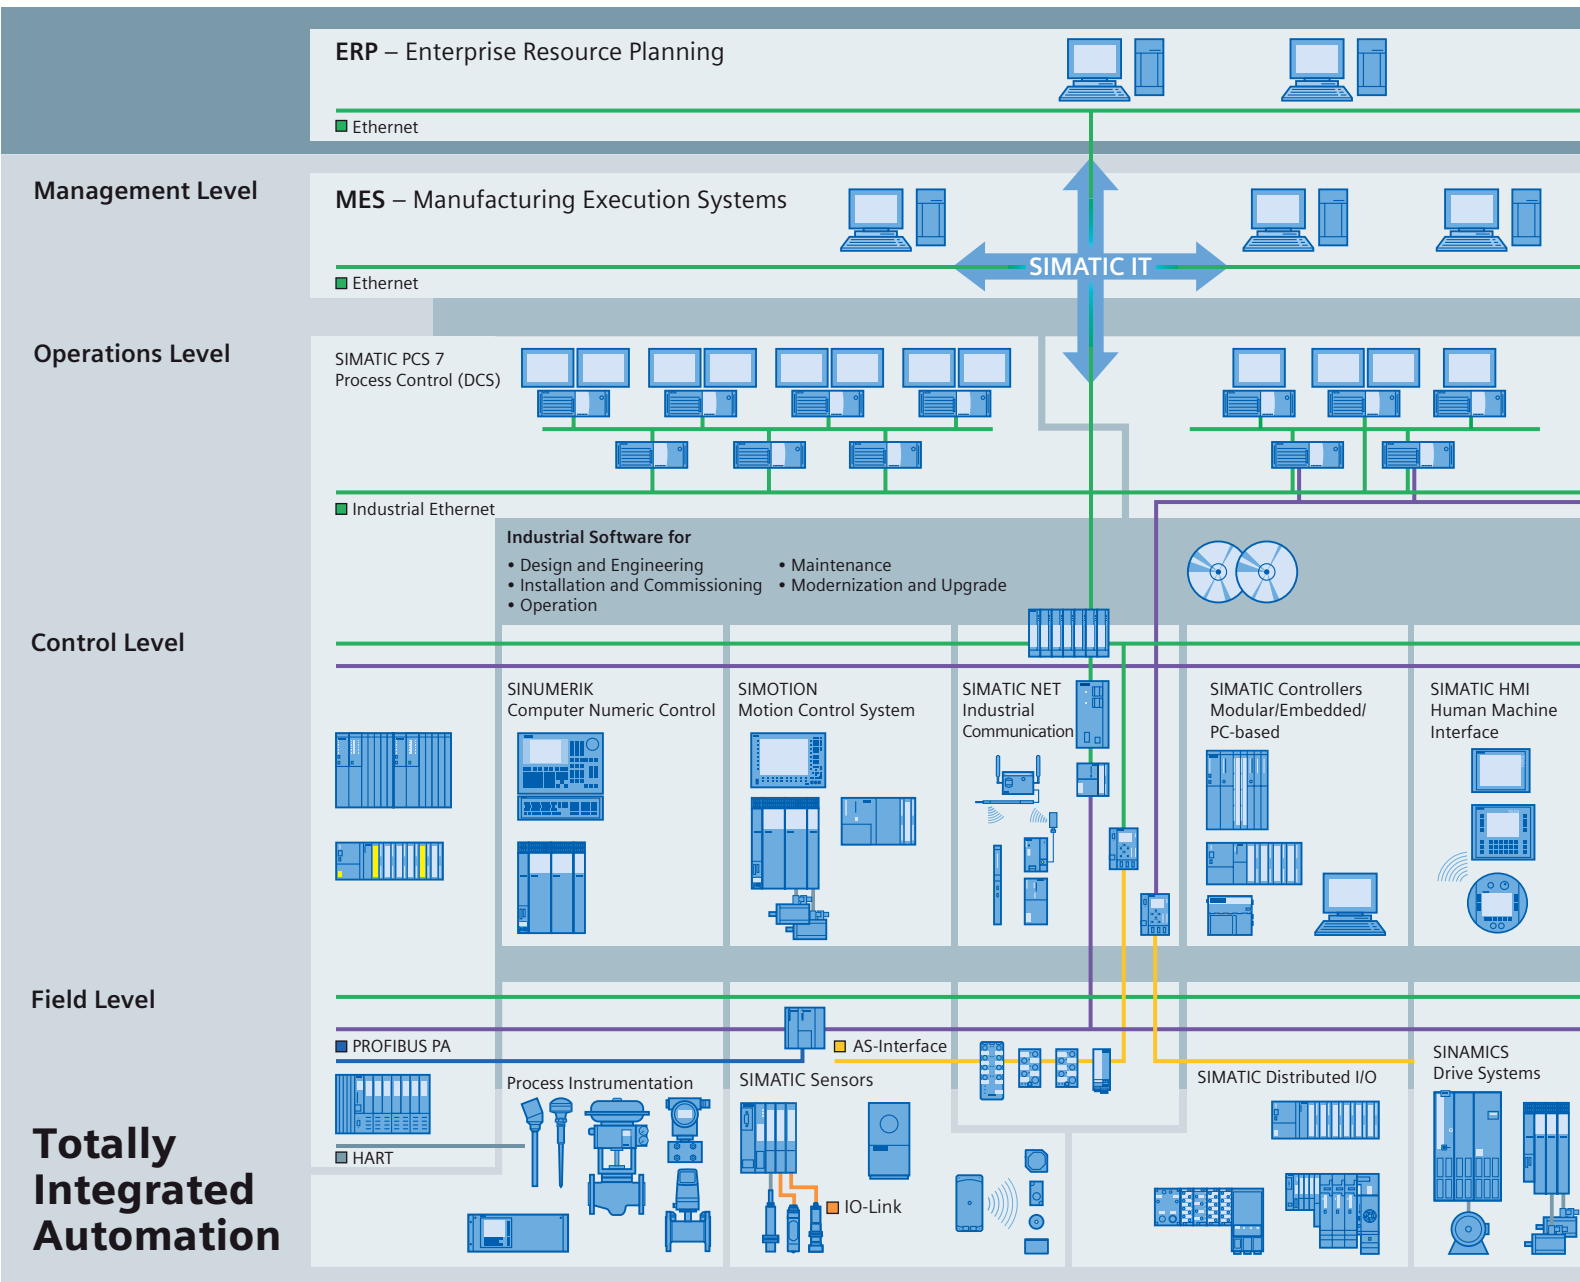 ERP – Enterprise Resource Planning
Ethernet
Management Level
MES – Manufacturing Execution Systems
SIMATIC IT
Ethernet
Operations Level
SIMATIC PCS 7
Process Control (DCS)
Industrial Ethernet
Industrial Software for
• Design and Engineering
• Installation and Commissioning
• Operation
• Maintenance
• Modernization and Upgrade
Control Level
SINUMERIK
Computer Numeric Control
SIMOTION
Motion Control System
SIMATIC NET
Industrial
Communication
SIMATIC Controllers
Modular/Embedded/
PC-based
SIMATIC HMI
Human Machine
Interface
Field Level
PROFIBUS PA
AS-Interface
Process Instrumentation
SIMATIC Sensors
SIMATIC Distributed I/O
SINAMICS
Drive Systems
HART
IO-Link
Totally
Integrated
Automation